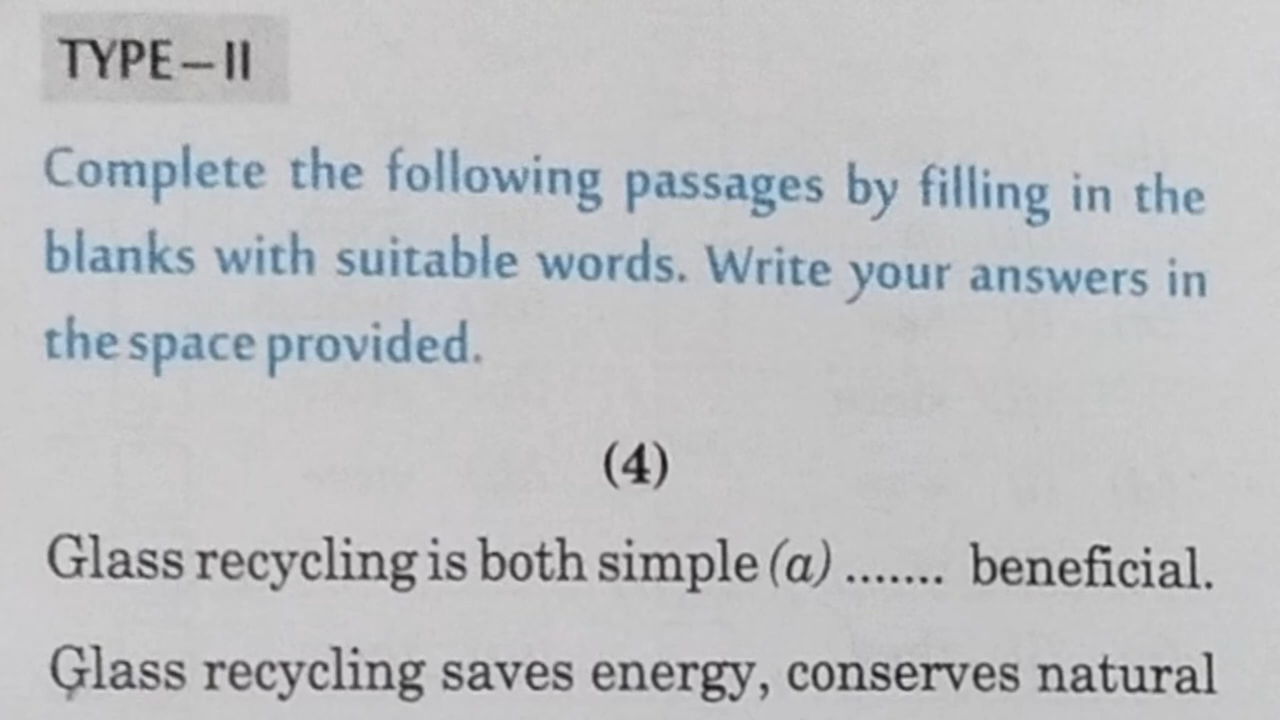 TYPE–II
Complete the following passages by filling in the
blanks with suitable words. Write your answers in
the space provided.
(4)
Glass recycling is both simple (a) ....... beneficial.
Glass recycling saves energy, conserves natural